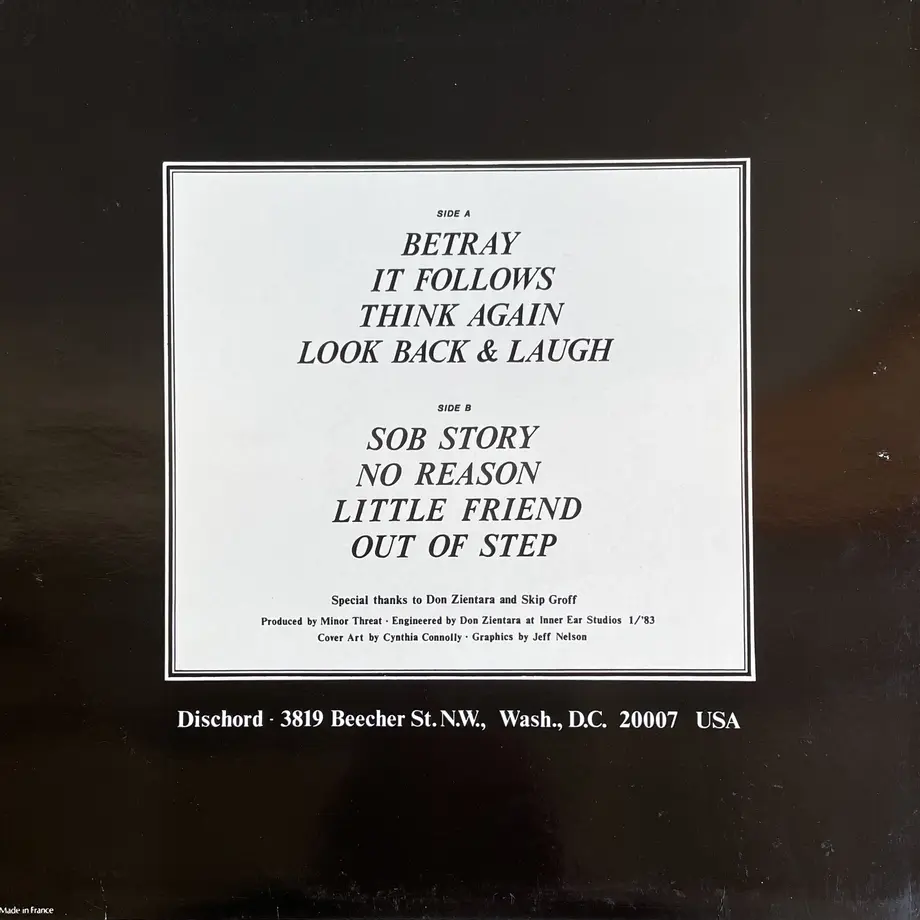 SIDE A
BETRAY
IT FOLLOWS
THINK AGAIN
LOOK BACK & LAUGH
SIDE B
SOB STORY
NO REASON
LITTLE FRIEND
OUT OF STEP
Special thanks to Don Zientara and Skip Groff
Produced by Minor Threat · Engineered by Don Zientara at Inner Ear Studios 1/'83
Cover Art by Cynthia Connolly · Graphics by Jeff Nelson
Dischord · 3819 Beecher St. N.W., Wash., D.C. 20007 USA
Made in France